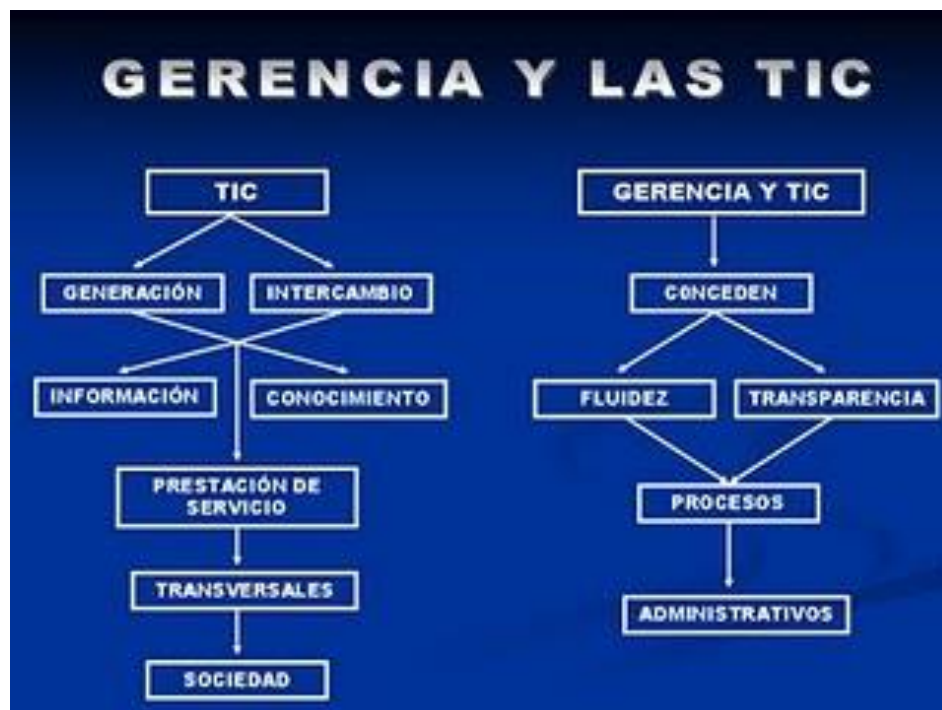 GERENCIA Y LAS TIC
TIC
GENERACIÓN
INTERCAMBIO
INFORMACIÓN
CONOCIMIENTO
PRESTACIÓN DE
SERVICIO
TRANSVERSALES
SOCIEDAD
GERENCIA Y TIC
CONCEDEN
FLUIDEZ
TRANSPARENCIA
PROCESOS
ADMINISTRATIVOS